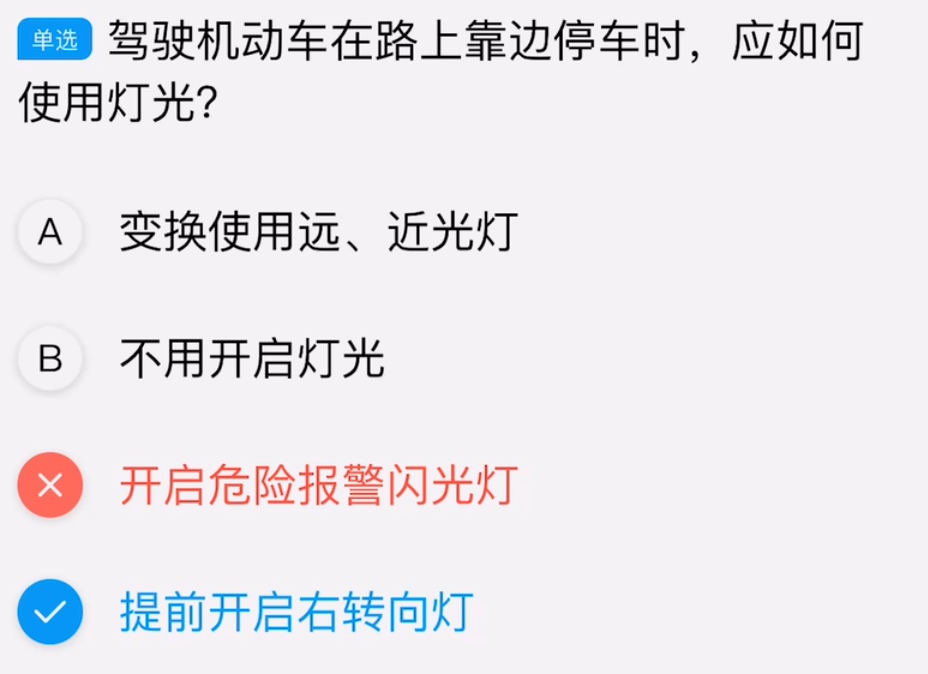 单选 驾驶机动车在路上靠边停车时，应如何
使用灯光？
A 变换使用远、近光灯
B 不用开启灯光
开启危险报警闪光灯
提前开启右转向灯